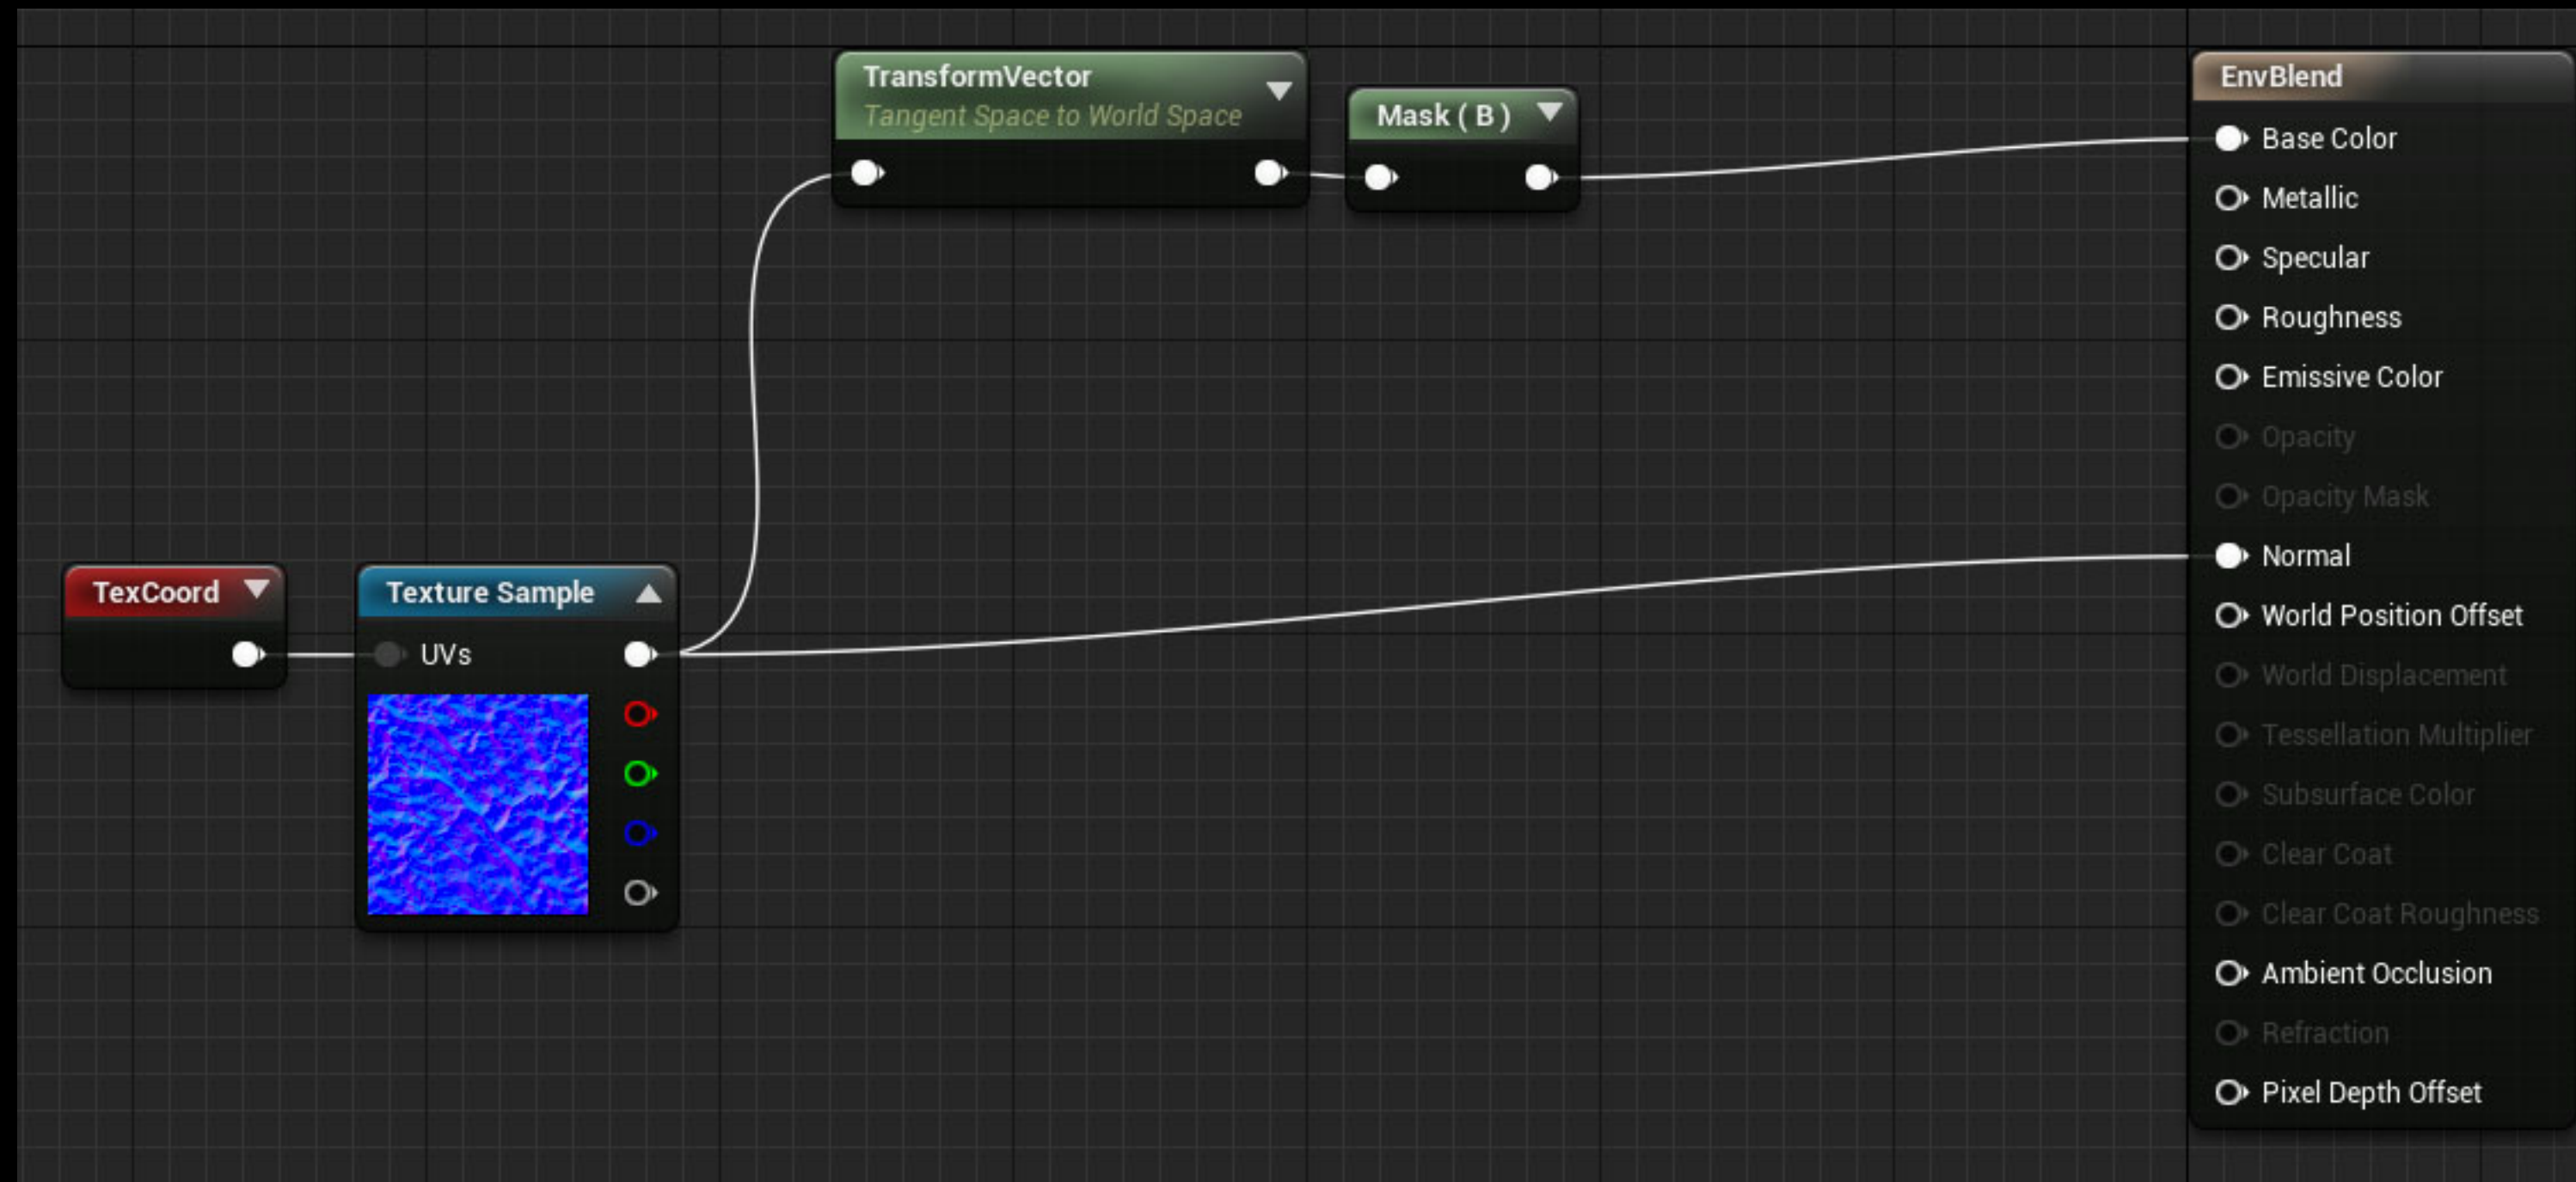 TransformVector
Tangent Space to World Space
Mask ( B )
TexCoord
Texture Sample
UVs
EnvBlend
Base Color
Metallic
Specular
Roughness
Emissive Color
Opacity
Opacity Mask
Normal
World Position Offset
World Displacement
Tessellation Multiplier
Subsurface Color
Clear Coat
Clear Coat Roughness
Ambient Occlusion
Refraction
Pixel Depth Offset